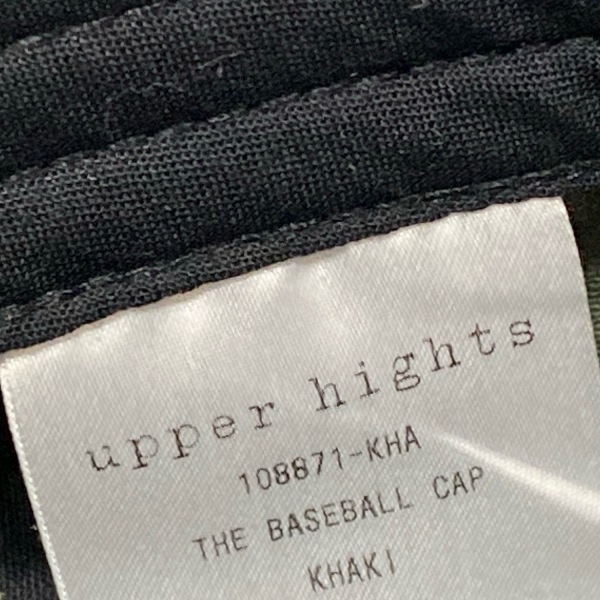 upper hights
108871-KHA
THE BASEBALL CAP
KHAKI